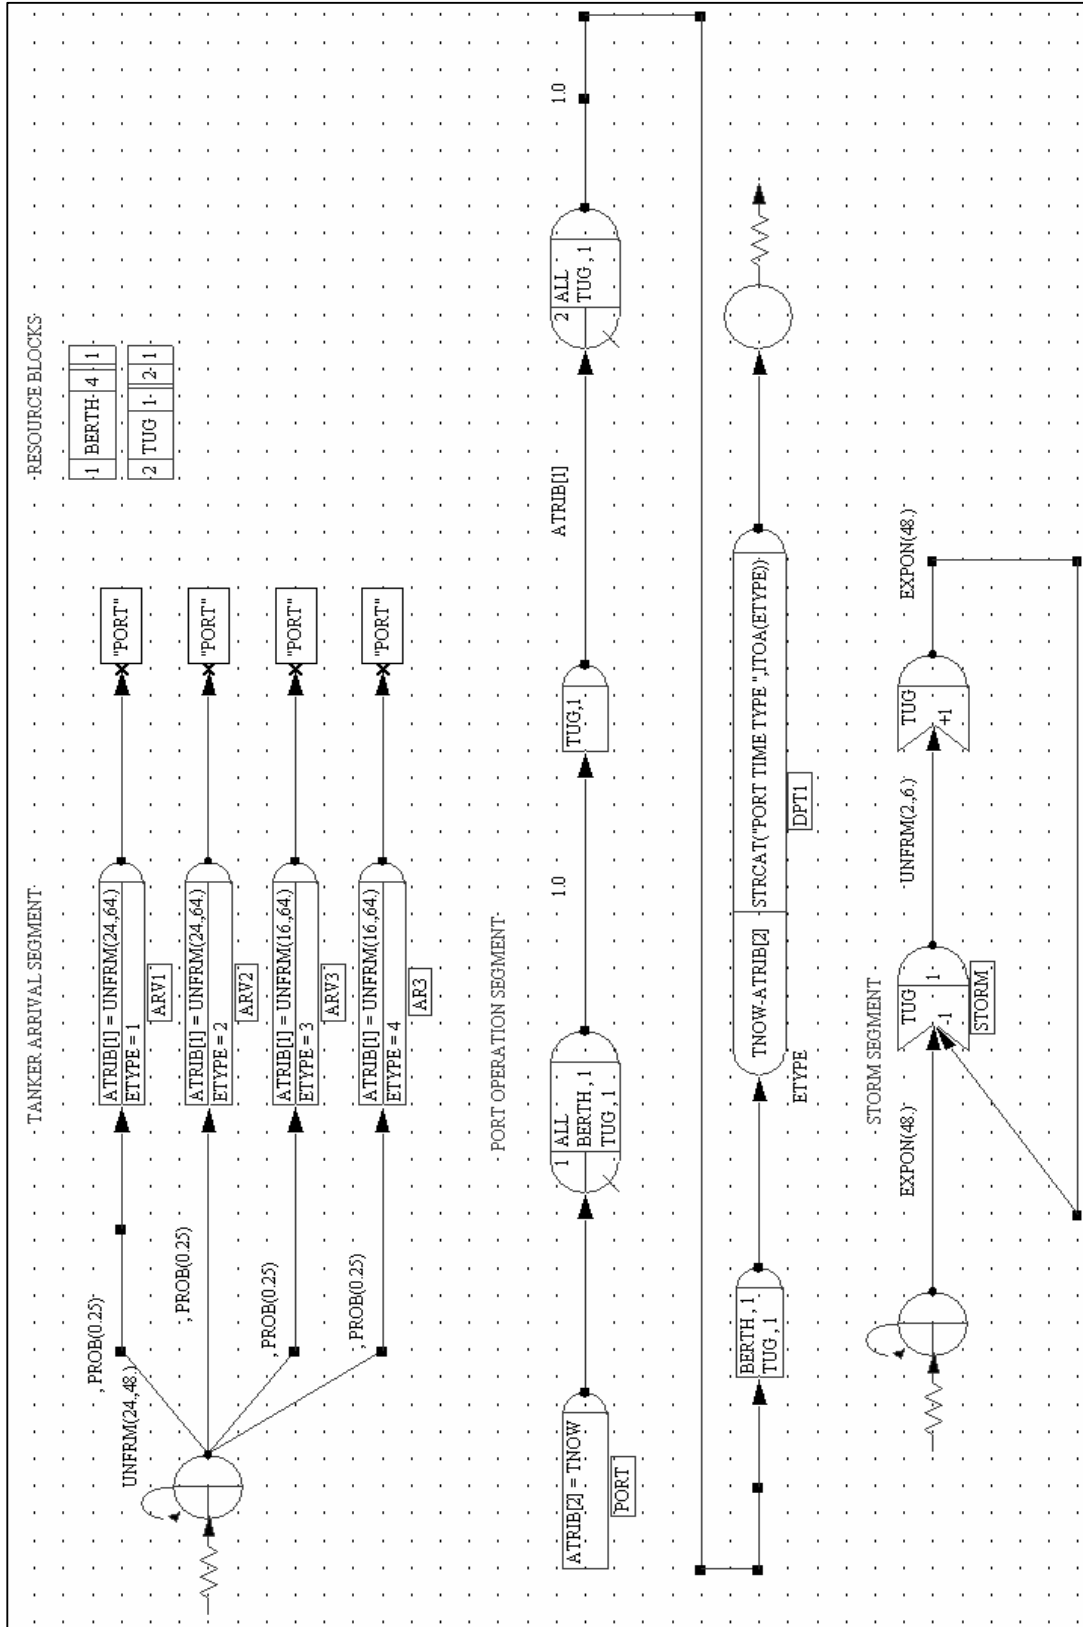 TANKER ARRIVAL SEGMENT
RESOURCE BLOCKS
1 BERTH 4 1
2 TUG 1 2 1
UNFRM(24.,48.)
, PROB(0.25)
, PROB(0.25)
, PROB(0.25)
, PROB(0.25)
ATRIB[1] = UNFRM(24.,64.)
ETYPE = 1
ARV1
"PORT"
ATRIB[1] = UNFRM(24.,64.)
ETYPE = 2
ARV2
"PORT"
ATRIB[1] = UNFRM(16.,64.)
ETYPE = 3
ARV3
"PORT"
ATRIB[1] = UNFRM(16.,64.)
ETYPE = 4
AR3
"PORT"
PORT OPERATION SEGMENT
ATRIB[2] = TNOW
PORT
1 ALL
BERTH , 1
TUG , 1
1.0
TUG,1
ATRIB[1]
2 ALL
TUG , 1
1.0
BERTH , 1
TUG , 1
TNOW-ATRIB[2]
STRCAT("PORT TIME TYPE ",ITOA(ETYPE))
ETYPE
DPT1
STORM SEGMENT
EXPON(48.)
TUG
-1
1
STORM
UNFRM(2.,6.)
TUG
+1
EXPON(48.)